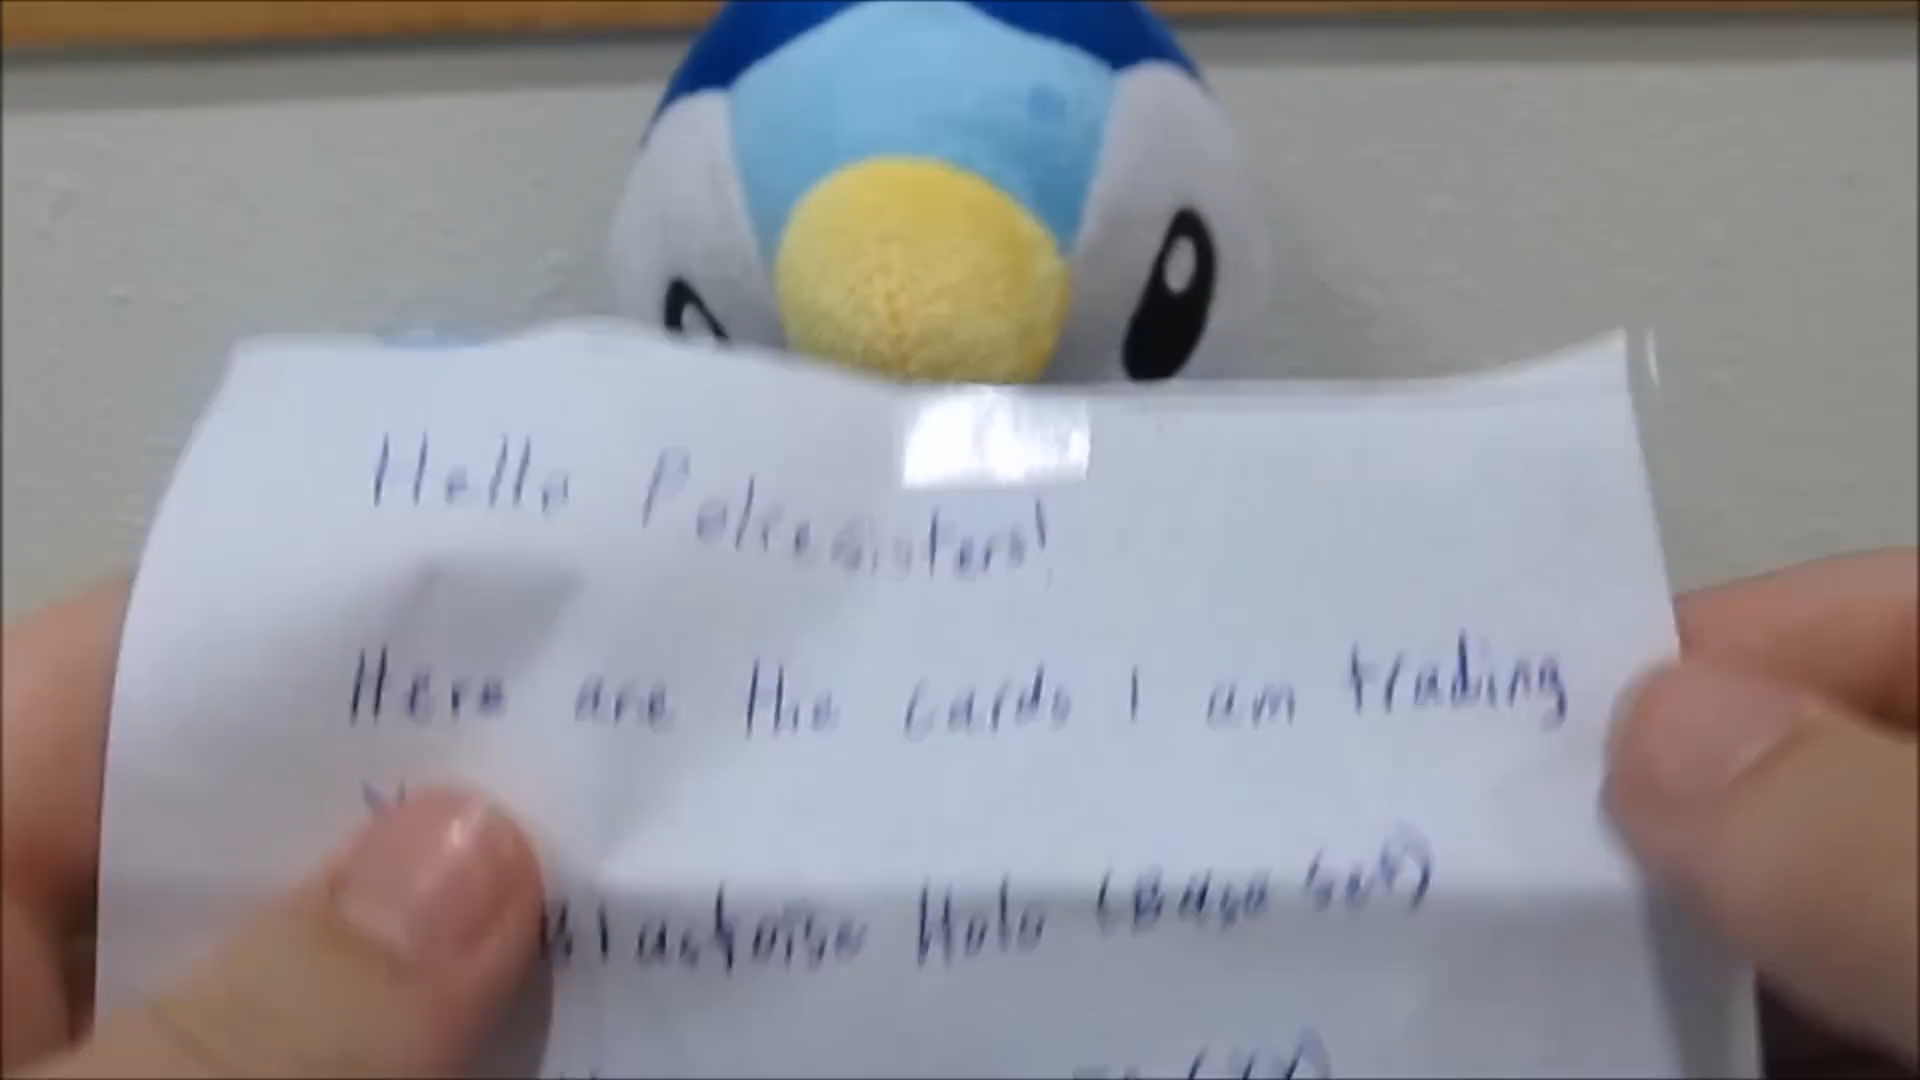 Hello Pokesisters!
Here are the cards I am trading
Blastoise Holo (Base Set)